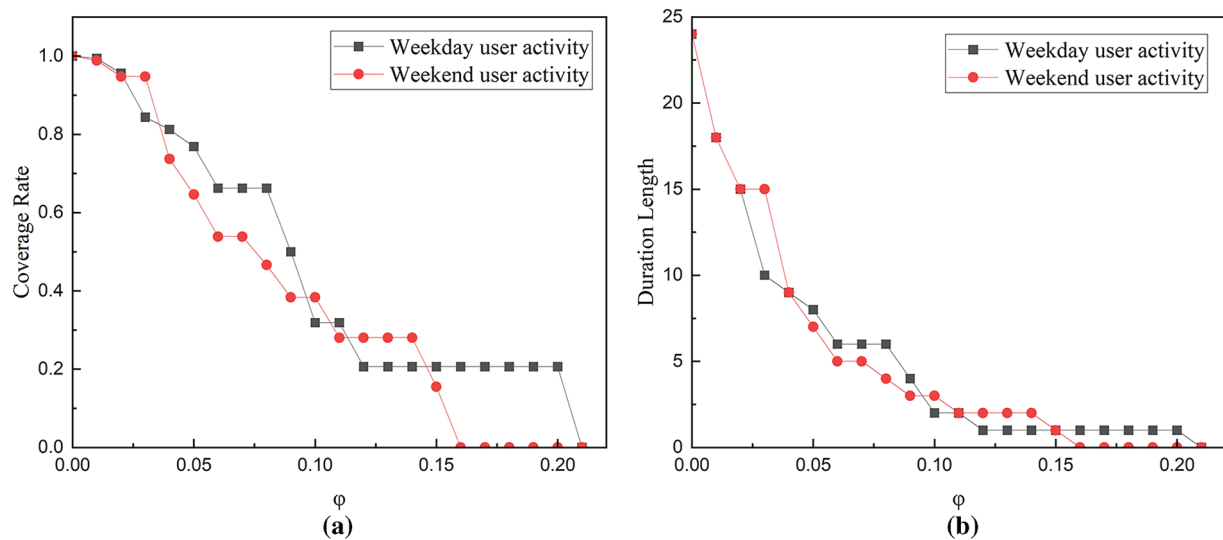 Weekday user activity
Weekend user activity
Coverage Rate
1.0
0.8
0.6
0.4
0.2
0.0
0.00
0.05
0.10
0.15
0.20
φ
(a)
Weekday user activity
Weekend user activity
Duration Length
25
20
15
10
5
0
0.00
0.05
0.10
0.15
0.20
φ
(b)